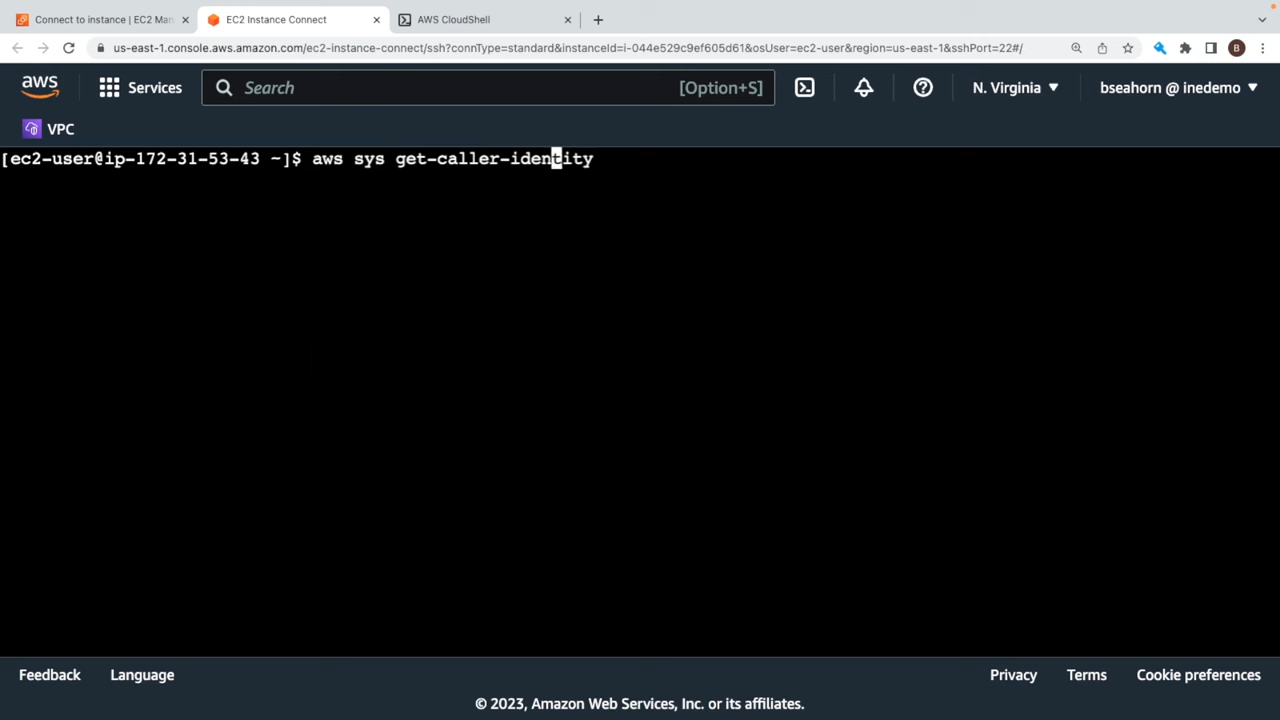 Connect to instance | EC2 Man
EC2 Instance Connect
AWS CloudShell
us-east-1.console.aws.amazon.com/ec2-instance-connect/ssh?connType=standard&instanceId=i-044e529c9ef605d61&osUser=ec2-user&region=us-east-1&sshPort=22#/
B
aws
Services
Search
[Option+S]
N. Virginia
bseahorn @ inedemo
VPC
[ec2-user@ip-172-31-53-43 ~]$ aws sys get-caller-identity
Feedback
Language
Privacy
Terms
Cookie preferences
© 2023, Amazon Web Services, Inc. or its affiliates.